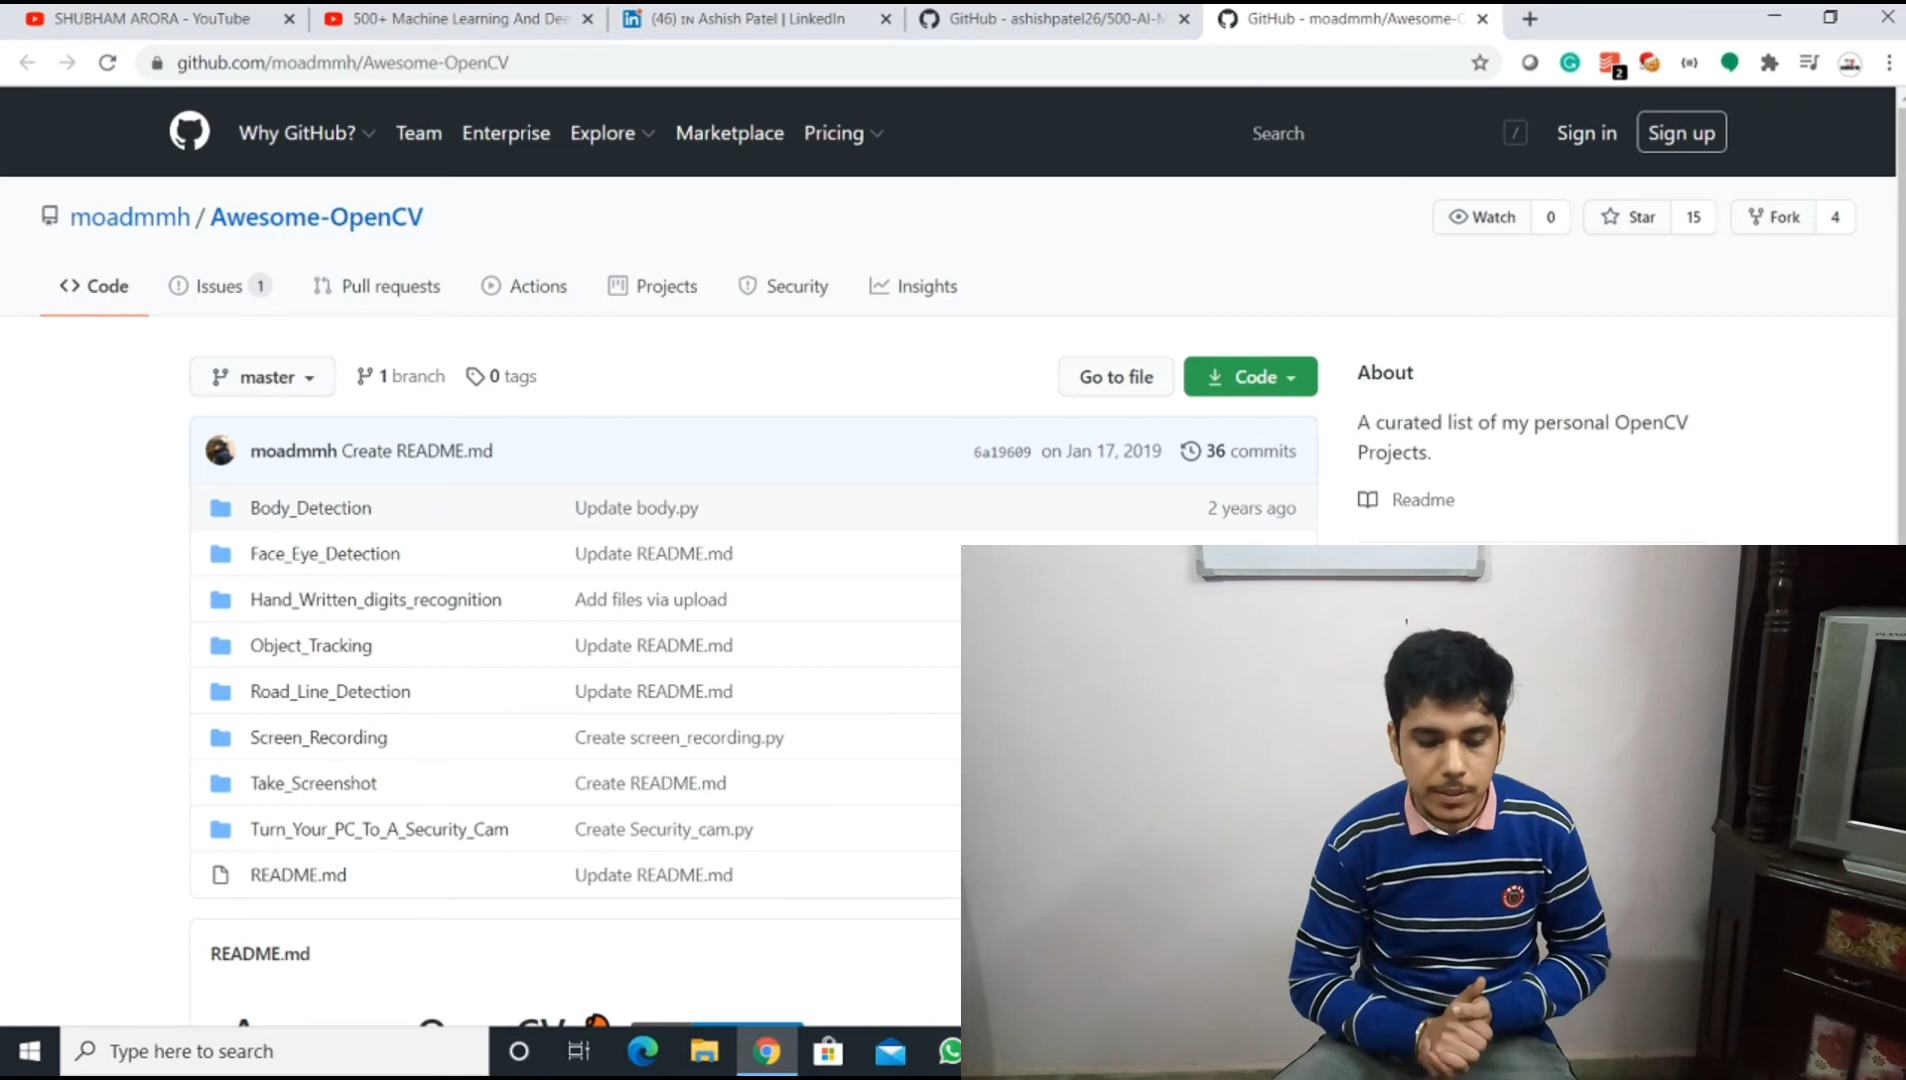 SHUBHAM ARORA - YouTube
500+ Machine Learning And Dee
(46) IN Ashish Patel | LinkedIn
GitHub - ashishpatel26/500-AI-M
GitHub - moadmmh/Awesome-C
github.com/moadmmh/Awesome-OpenCV
2
Why GitHub?
Team
Enterprise
Explore
Marketplace
Pricing
Search
/
Sign in
Sign up
moadmmh / Awesome-OpenCV
Watch 0
Star 15
Fork 4
Code
Issues 1
Pull requests
Actions
Projects
Security
Insights
master
1 branch
0 tags
Go to file
Code
About
A curated list of my personal OpenCV
Projects.
Readme
moadmmh Create README.md 6a19609 on Jan 17, 2019 36 commits
Body_Detection Update body.py 2 years ago
Face_Eye_Detection Update README.md
Hand_Written_digits_recognition Add files via upload
Object_Tracking Update README.md
Road_Line_Detection Update README.md
Screen_Recording Create screen_recording.py
Take_Screenshot Create README.md
Turn_Your_PC_To_A_Security_Cam Create Security_cam.py
README.md Update README.md
README.md
Type here to search